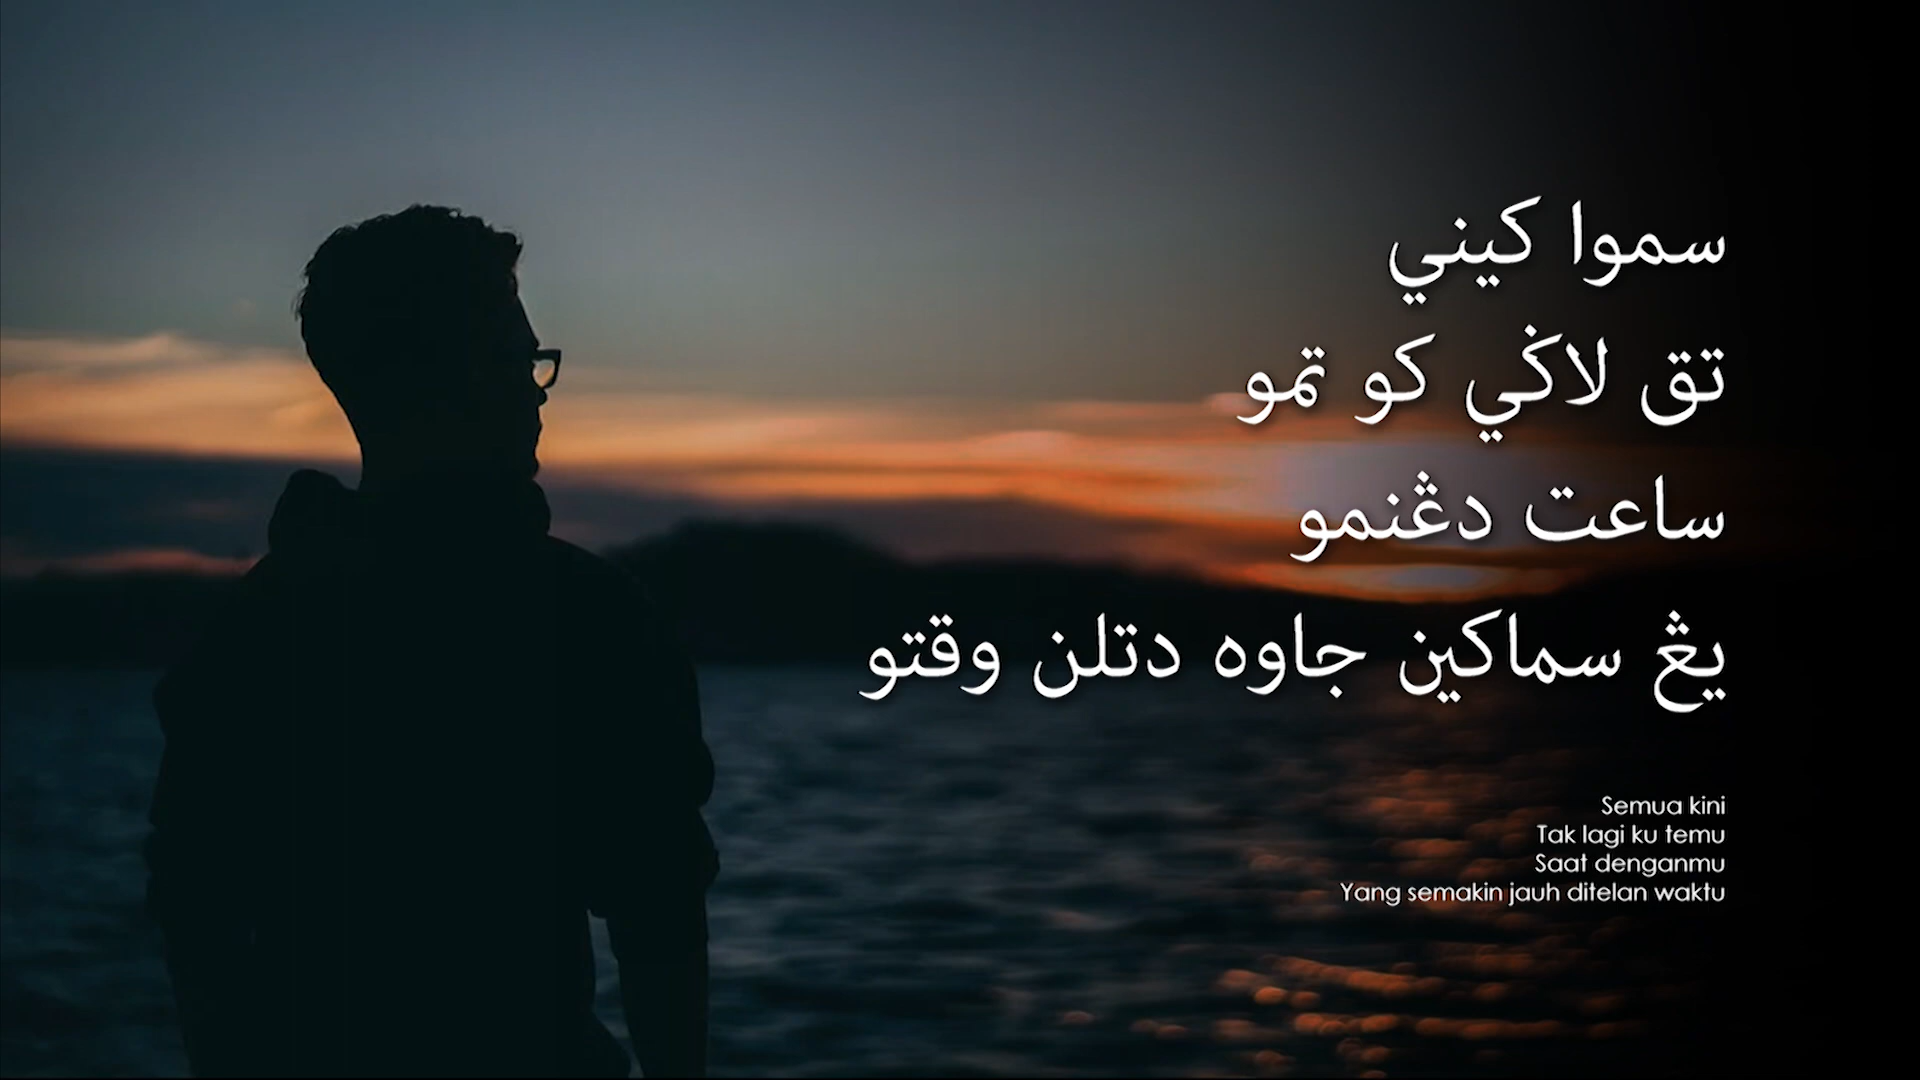 سموا كيني
تق لاݢي كو تمو
ساعت دڠنمو
يڠ سماكين جاوه دتلن وقتو
Semua kini
Tak lagi ku temu
Saat denganmu
Yang semakin jauh ditelan waktu